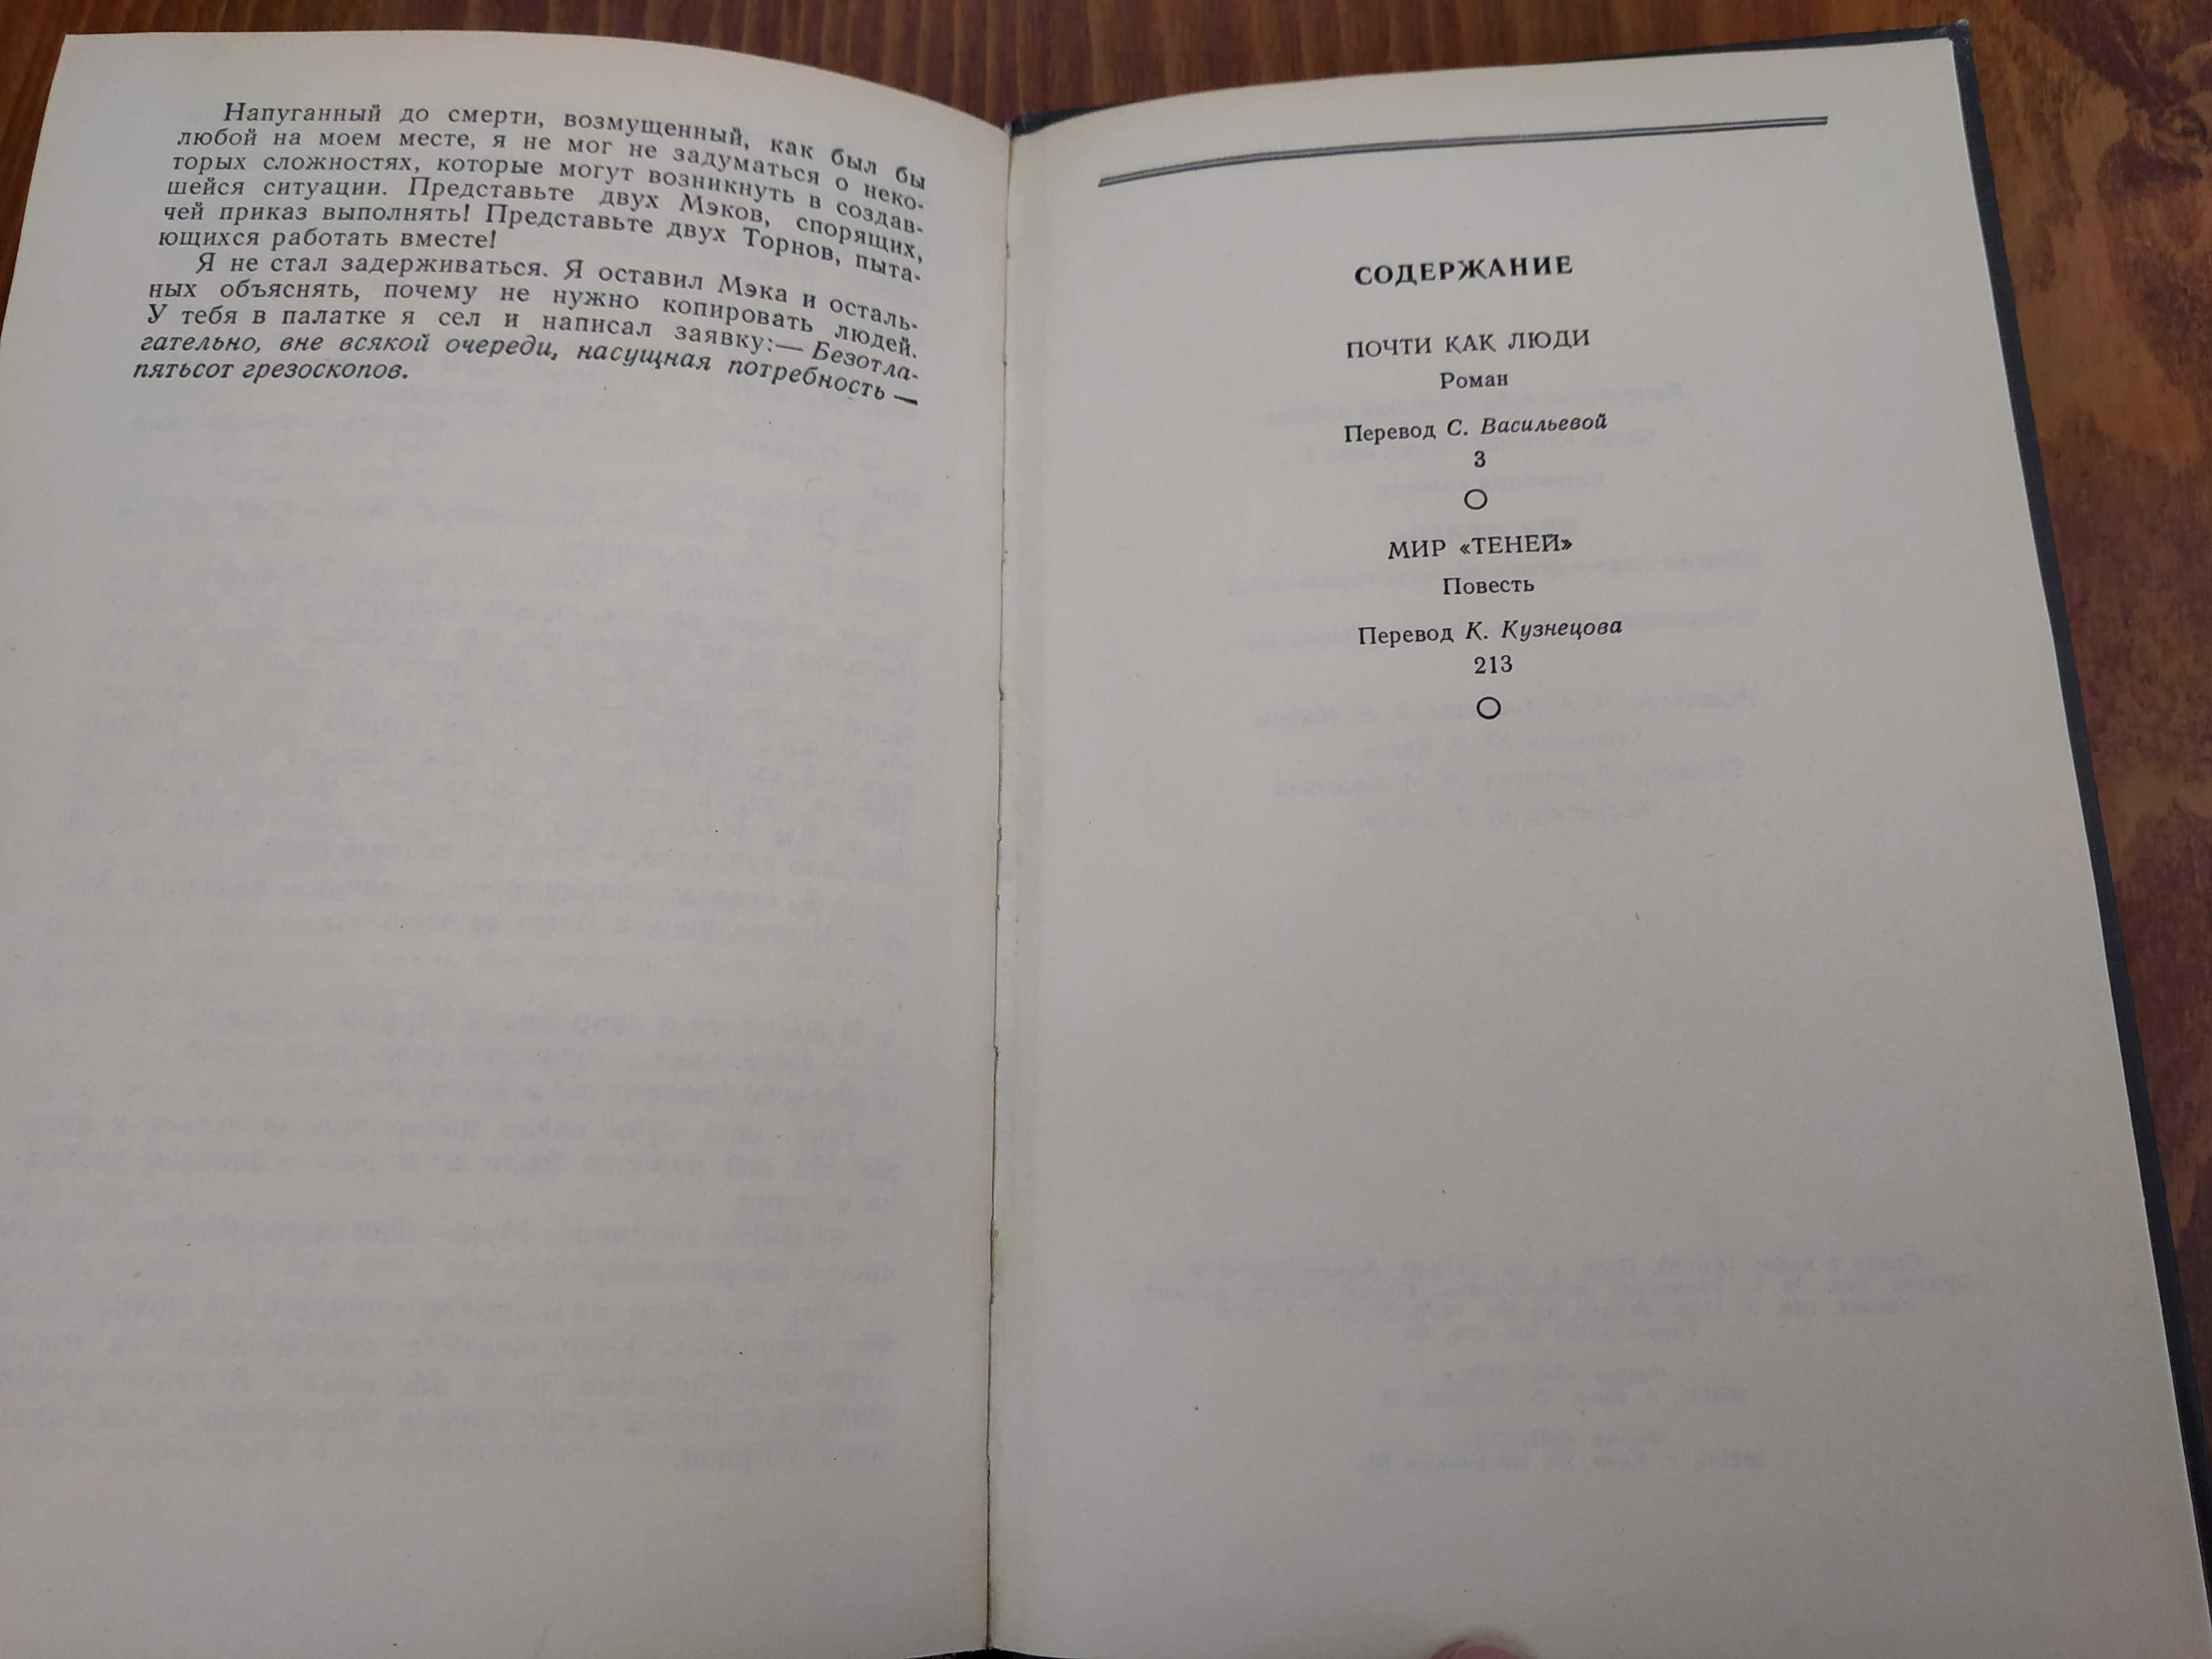 Напуганный до смерти, возмущенный, как был бы
любой на моем месте, я не мог не задуматься о неко-
торых сложностях, которые могут возникнуть в создав-
шейся ситуации. Представьте двух Мэков, спорящих,
чей приказ выполнять! Представьте двух Торнов, пыта-
ющихся работать вместе!
Я не стал задерживаться. Я оставил Мэка и осталь-
ных объяснять, почему не нужно копировать людей.
У тебя в палатке я сел и написал заявку:— Безотла-
гательно, вне всякой очереди, насущная потребность —
пятьсот грезоскопов.
СОДЕРЖАНИЕ
ПОЧТИ КАК ЛЮДИ
Роман
Перевод С. Васильевой
3
МИР «ТЕНЕЙ»
Повесть
Перевод К. Кузнецова
213